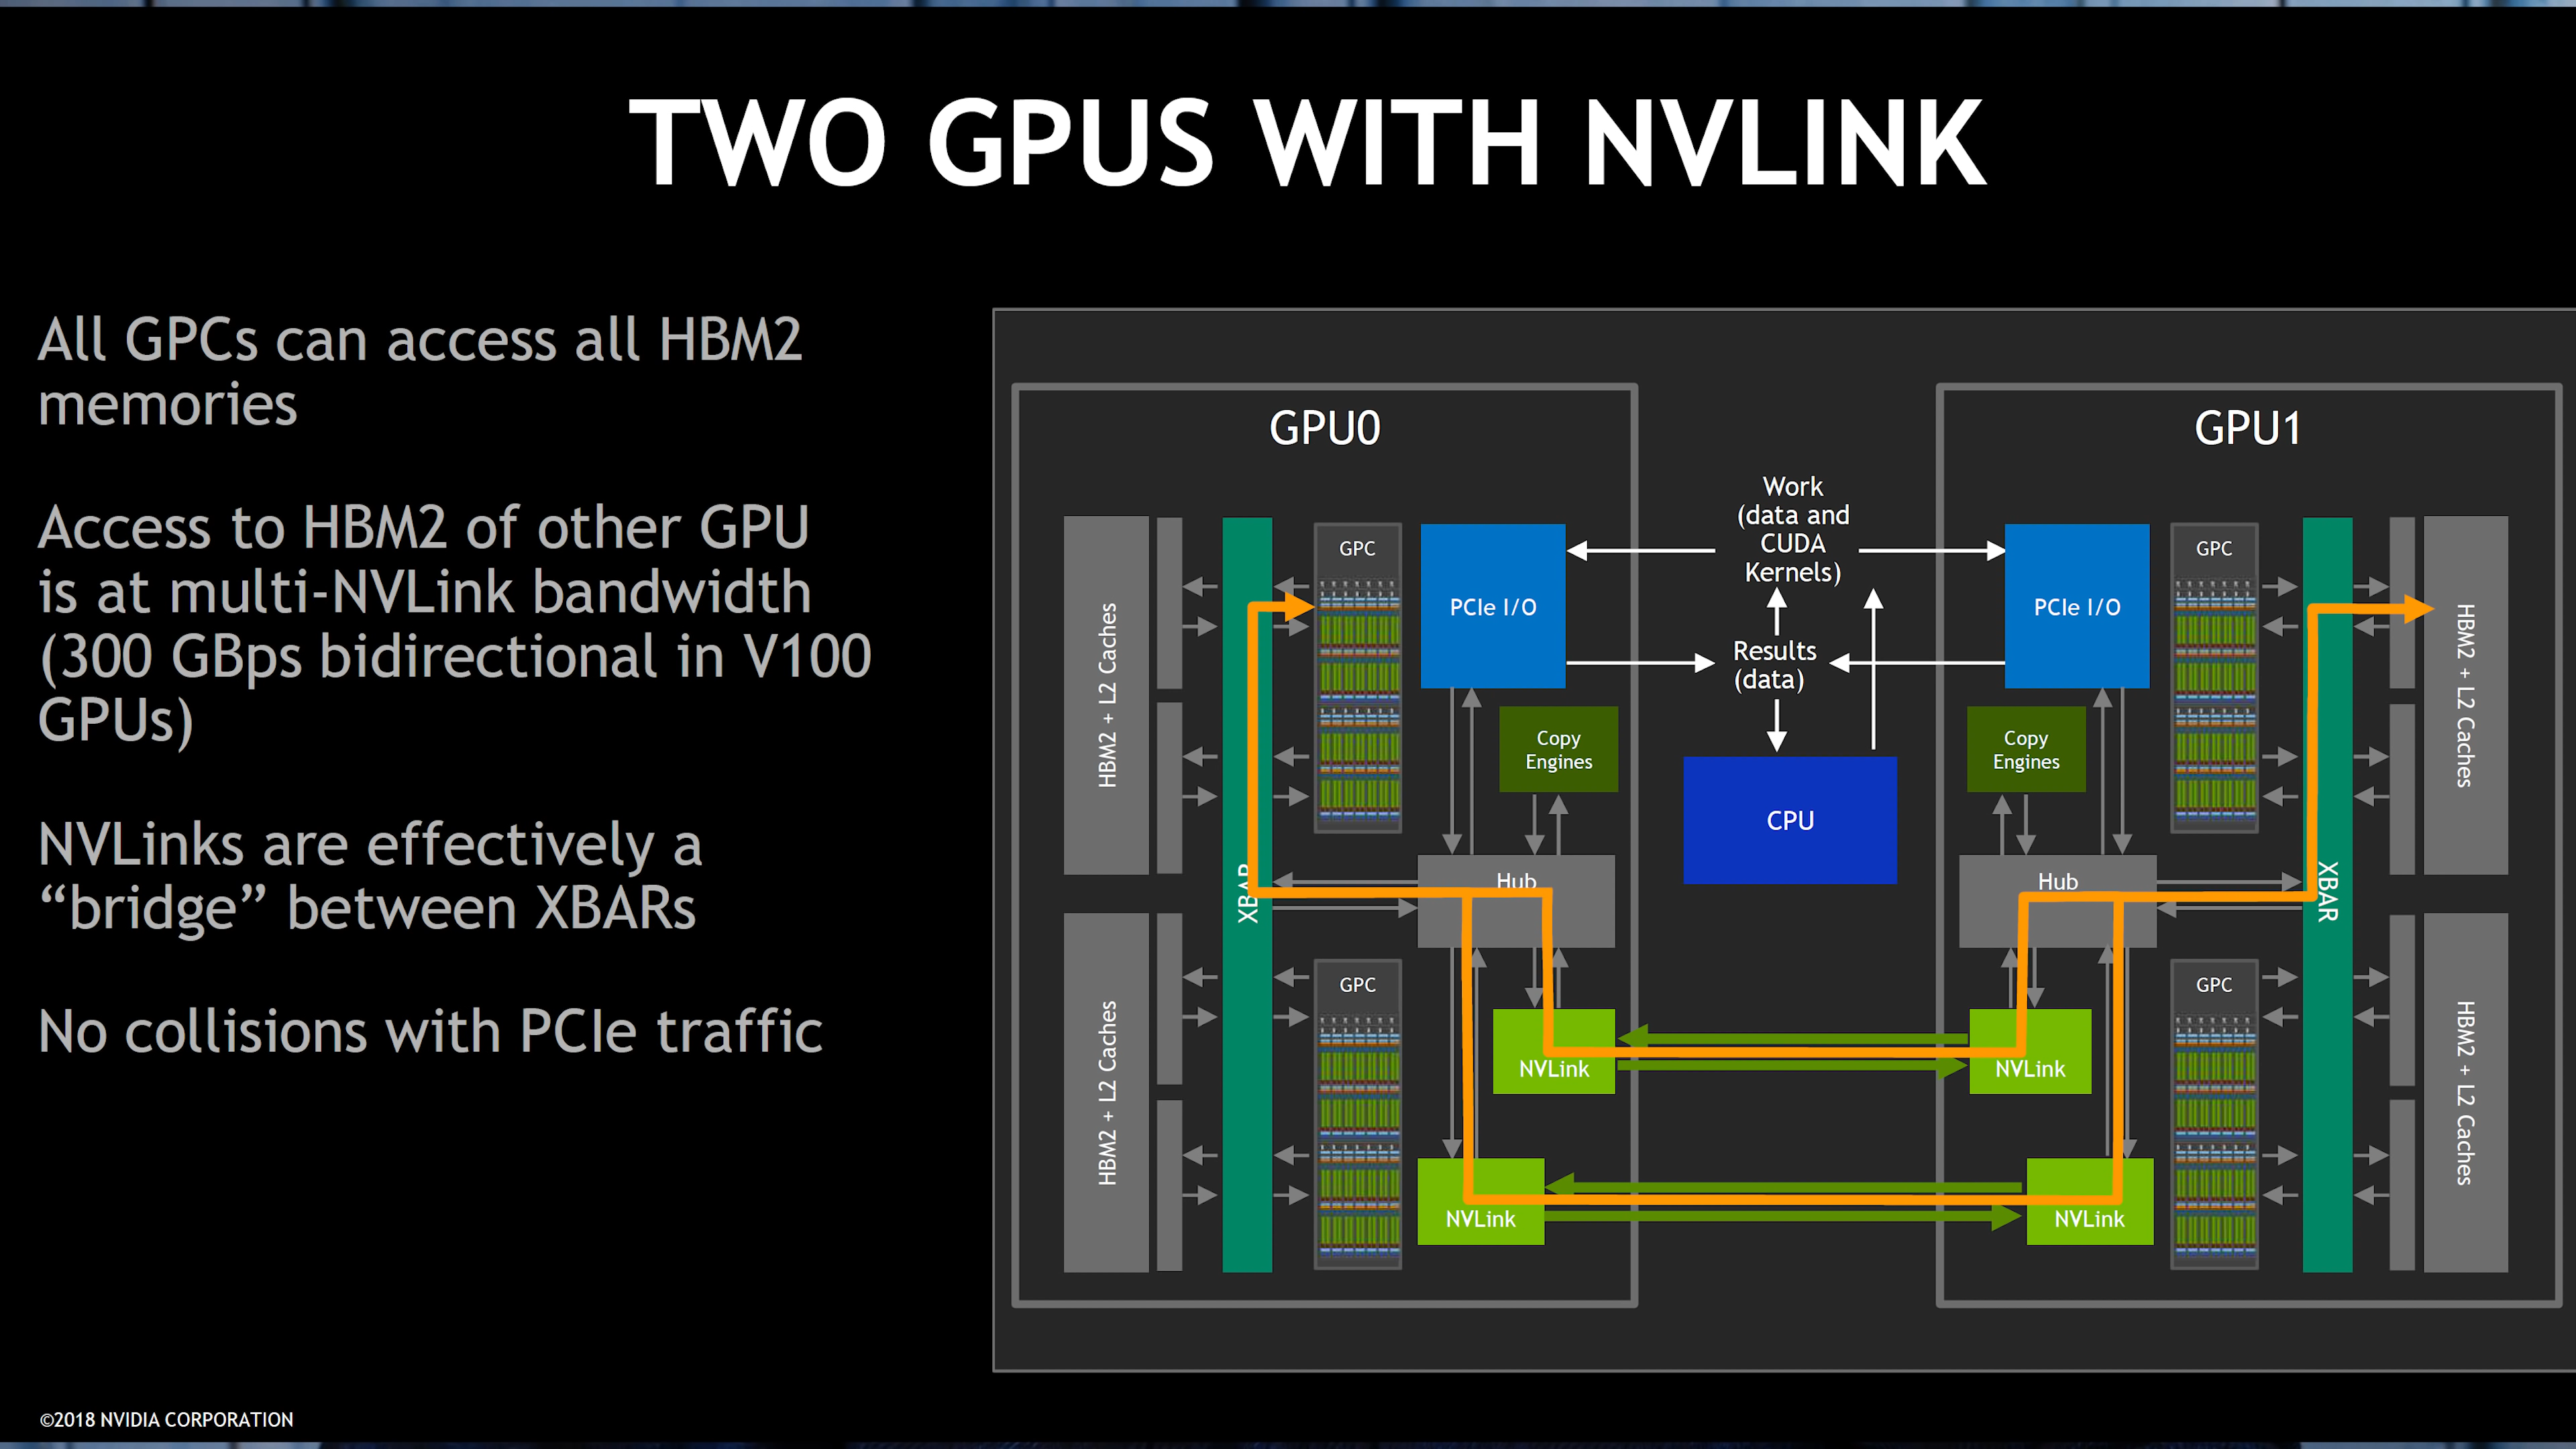 TWO GPUS WITH NVLINK
All GPCs can access all HBM2
memories
Access to HBM2 of other GPU
is at multi-NVLink bandwidth
(300 GBps bidirectional in V100
GPUs)
NVLinks are effectively a
“bridge” between XBARs
No collisions with PCIe traffic
GPU0
HBM2 + L2 Caches
HBM2 + L2 Caches
XBAR
GPC
GPC
PCIe I/O
Copy
Engines
Hub
NVLink
NVLink
Work
(data and
CUDA
Kernels)
Results
(data)
CPU
GPU1
PCIe I/O
Copy
Engines
Hub
NVLink
NVLink
GPC
GPC
XBAR
HBM2 + L2 Caches
HBM2 + L2 Caches
©2018 NVIDIA CORPORATION